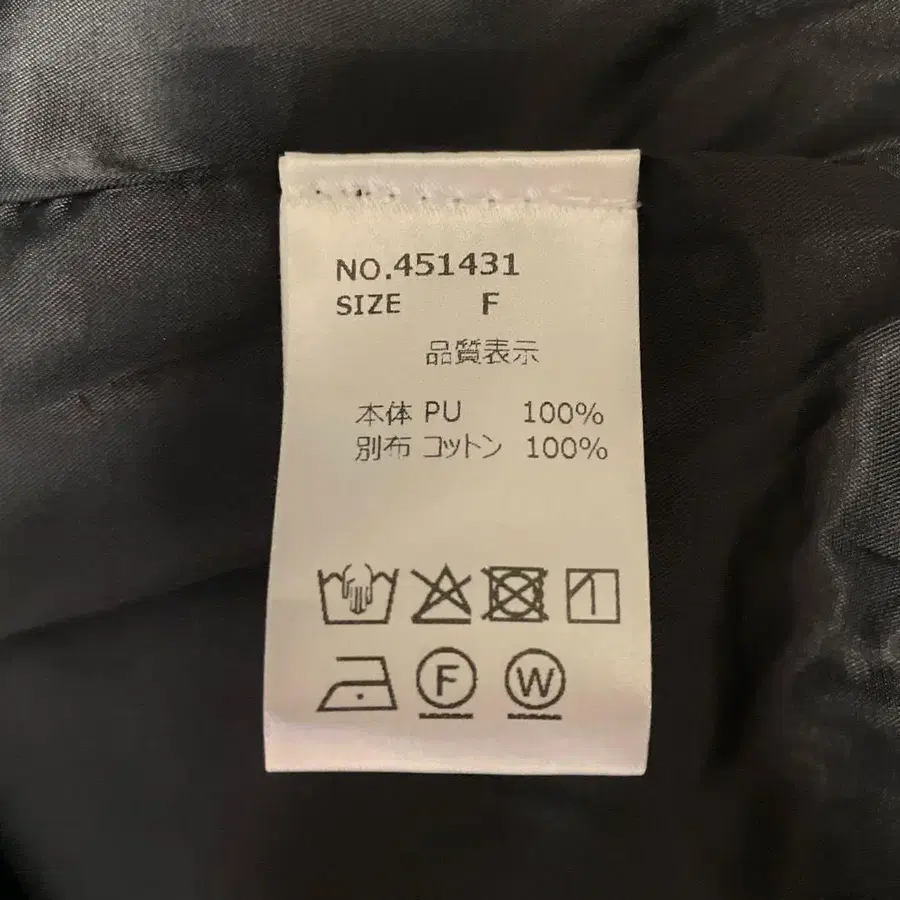 NO.451431
SIZE F
品質表示
本体 PU 100%
別布 コットン 100%
F W